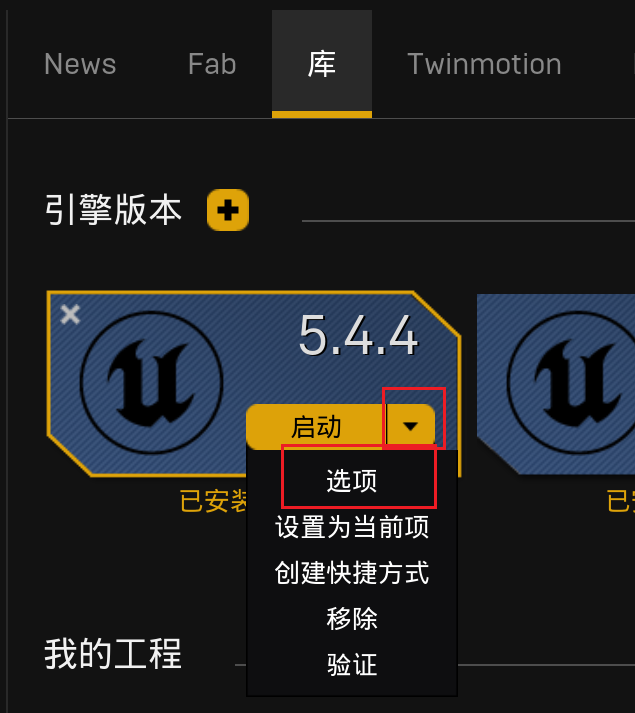 News Fab 库 Twinmotion
引擎版本
5.4.4
启动
选项
已安装
设置为当前项
创建快捷方式
移除
我的工程
验证